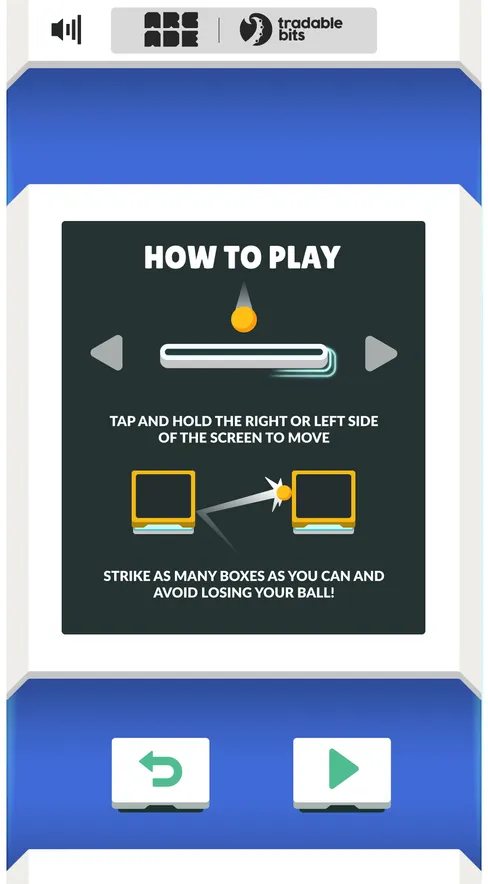 ARC
ADE
tradable
bits
HOW TO PLAY
TAP AND HOLD THE RIGHT OR LEFT SIDE
OF THE SCREEN TO MOVE
STRIKE AS MANY BOXES AS YOU CAN AND
AVOID LOSING YOUR BALL!